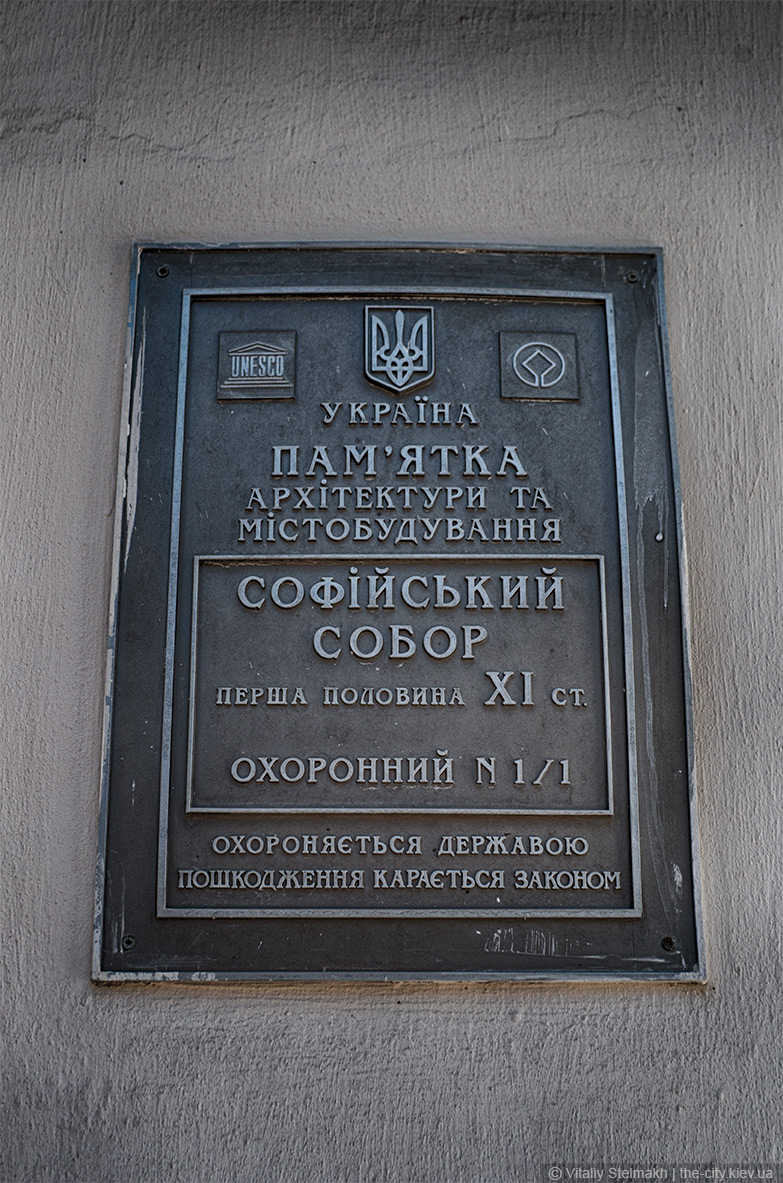 UNESCO
УКРАЇНА
ПАМ'ЯТКА
АРХІТЕКТУРИ ТА
МІСТОБУДУВАННЯ
СОФІЙСЬКИЙ
СОБОР
ПЕРША ПОЛОВИНА XI СТ.
ОХОРОННИЙ N 1/1
ОХОРОНЯЄТЬСЯ ДЕРЖАВОЮ
ПОШКОДЖЕННЯ КАРАЄТЬСЯ ЗАКОНОМ
© Vitaliy Stelmakh | the-city.kiev.ua